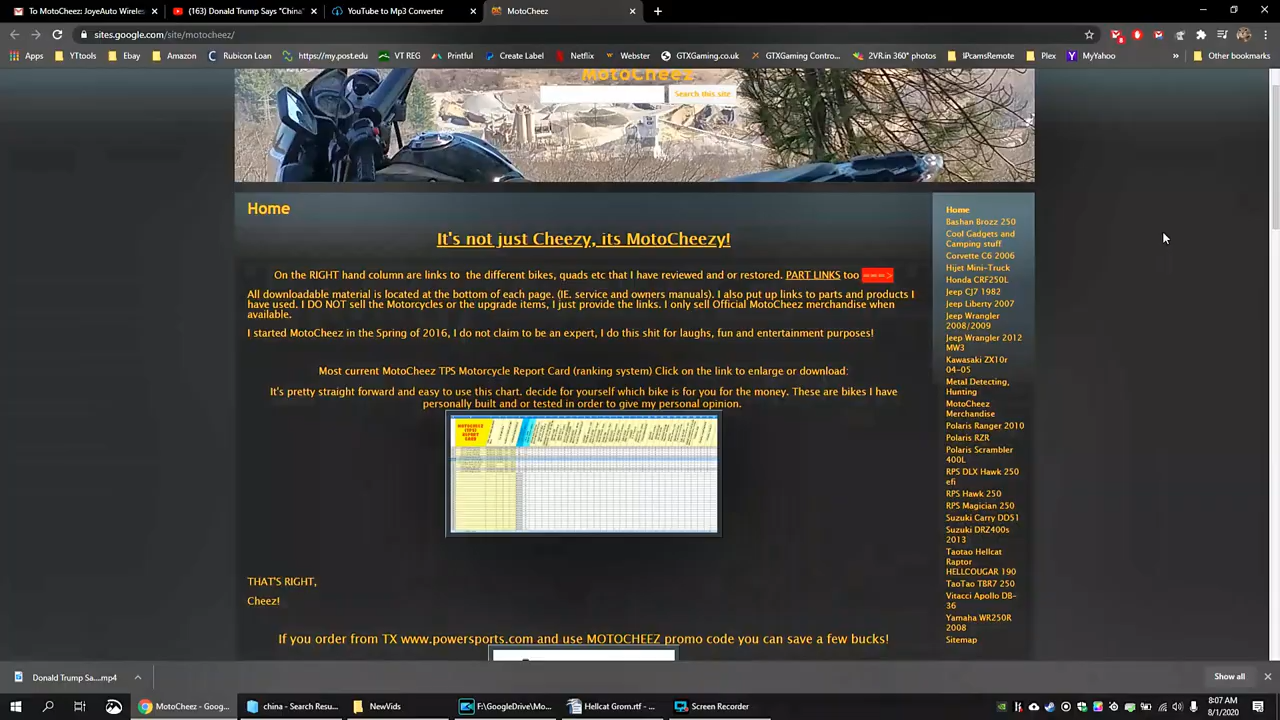 To MotoCheez: JoyeAuto Wireles
(163) Donald Trump Says "China"
YouTube to Mp3 Converter
MotoCheez
sites.google.com/site/motocheez/
Apps
YTtools
Ebay
Amazon
Rubicon Loan
https://my.post.edu
VT REG
Printful
Create Label
Netflix
Webster
GTXGaming.co.uk
GTXGaming Contro...
2VR.in 360° photos
IPcamsRemote
Plex
MyYahoo
»
Other bookmarks
MotoCheez
Search this site
Home
It's not just Cheezy, its MotoCheezy!
On the RIGHT hand column are links to the different bikes, quads etc that I have reviewed and or restored. PART LINKS too ===>
All downloadable material is located at the bottom of each page. (IE. service and owners manuals). I also put up links to parts and products I
have used. I DO NOT sell the Motorcycles or the upgrade items, I just provide the links. I only sell Official MotoCheez merchandise when
available.
I started MotoCheez in the Spring of 2016, I do not claim to be an expert, I do this shit for laughs, fun and entertainment purposes!
Most current MotoCheez TPS Motorcycle Report Card (ranking system) Click on the link to enlarge or download:
It's pretty straight forward and easy to use this chart. decide for yourself which bike is for you for the money. These are bikes I have
personally built and or tested in order to give my personal opinion.
MOTOCHEEZ
(TPS)
REPORT
CARD
THAT'S RIGHT,
Cheez!
If you order from TX www.powersports.com and use MOTOCHEEZ promo code you can save a few bucks!
Home
Bashan Brozz 250
Cool Gadgets and
Camping stuff
Corvette C6 2006
Hijet Mini-Truck
Honda CRF250L
Jeep CJ7 1982
Jeep Liberty 2007
Jeep Wrangler
2008/2009
Jeep Wrangler 2012
MW3
Kawasaki ZX10r
04-05
Metal Detecting,
Hunting
MotoCheez
Merchandise
Polaris Ranger 2010
Polaris RZR
Polaris Scrambler
400L
RPS DLX Hawk 250
efi
RPS Hawk 250
RPS Magician 250
Suzuki Carry DD51
Suzuki DRZ400s
2013
Taotao Hellcat
Raptor
HELLCOUGAR 190
TaoTao TBR7 250
Vitacci Apollo DB-
36
Yamaha WR250R
2008
Sitemap
Donald Trump Sa....mp4
Show all
MotoCheez - Goog...
china - Search Resu...
NewVids
F:\GoogleDrive\Mo...
Hellcat Grom.rtf - ...
Screen Recorder
8:07 AM
8/1/2020